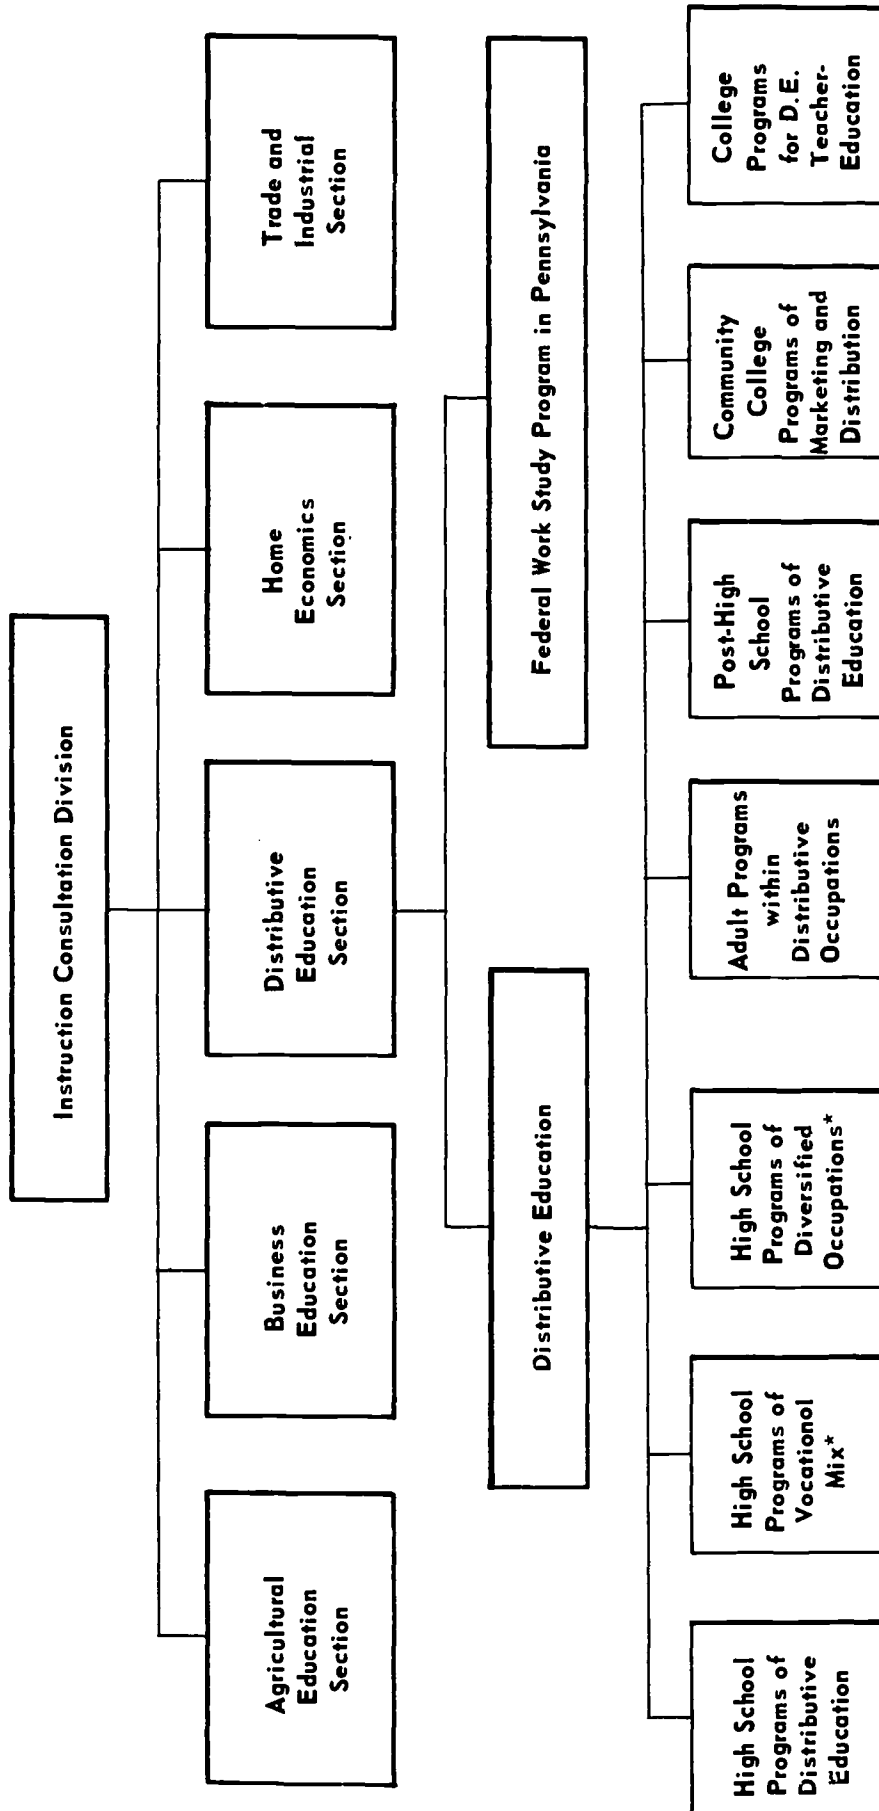 Instruction Consultation Division
Agricultural
Education
Section
Business
Education
Section
Distributive
Education
Section
Home
Economics
Section
Trade and
Industrial
Section
Distributive Education
Federal Work Study Program in Pennsylvania
High School
Programs of
Distributive
Education
High School
Programs of
Vocational
Mix*
High School
Programs of
Diversified
Occupations*
Adult Programs
within
Distributive
Occupations
Post-High
School
Programs of
Distributive
Education
Community
College
Programs of
Marketing and
Distribution
College
Programs
for D.E.
Teacher-
Education